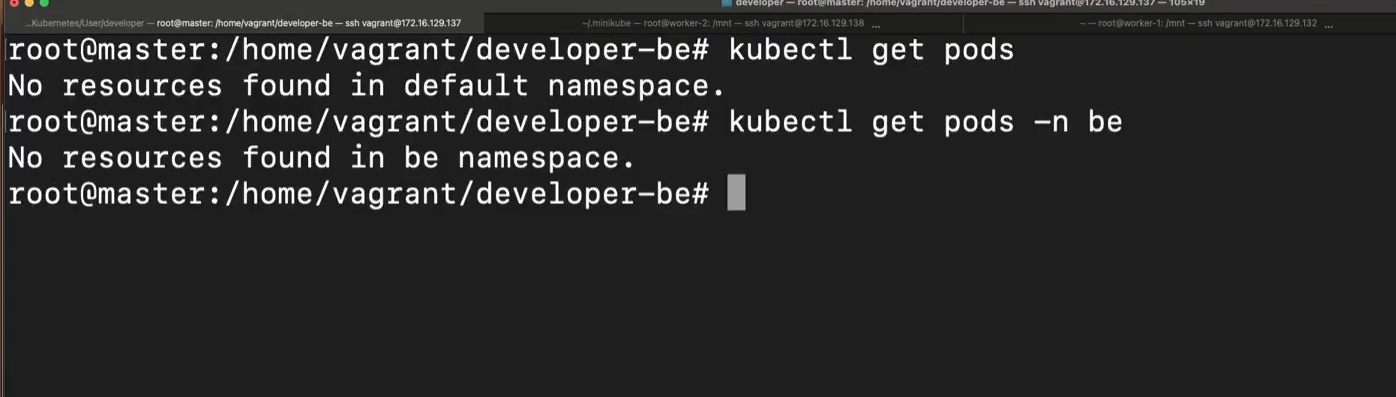 developer — root@master: /home/vagrant/developer-be — ssh vagrant@172.16.129.137 — 105×19
...Kubernetes/User/developer — root@master: /home/vagrant/developer-be — ssh vagrant@172.16.129.137
~/.minikube — root@worker-2: /mnt — ssh vagrant@172.16.129.138 ...
~ — root@worker-1: /mnt — ssh vagrant@172.16.129.132 ...
root@master:/home/vagrant/developer-be# kubectl get pods
No resources found in default namespace.
root@master:/home/vagrant/developer-be# kubectl get pods -n be
No resources found in be namespace.
root@master:/home/vagrant/developer-be#